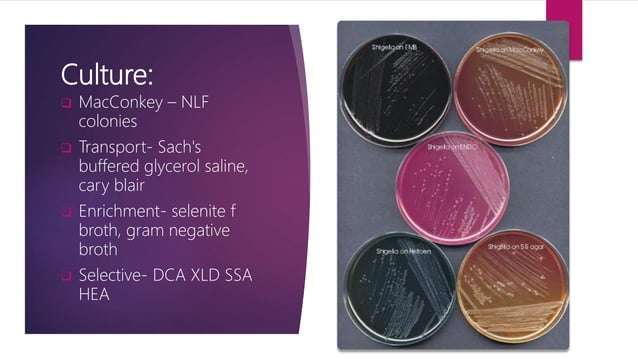 Culture:
MacConkey – NLF
colonies
Transport- Sach's
buffered glycerol saline,
cary blair
Enrichment- selenite f
broth, gram negative
broth
Selective- DCA XLD SSA
HEA
Shigella on EMB
Shigella on MacConkey
Shigella on ENDO
Shigella on Hektoen
Shigella on SS agar